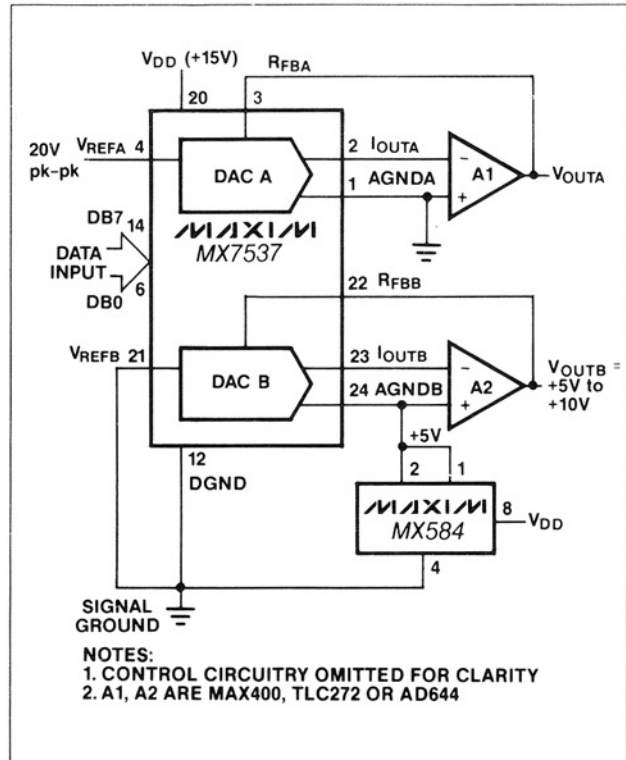 VDD (+15V)
RFBA
20
3
20V
pk-pk
VREFA 4
DAC A
2 IOUTA
1 AGNDA
A1
VOUTA
MAXIM
MX7537
DB7 14
DATA
INPUT
DB0 6
22 RFBB
VREFB 21
DAC B
23 IOUTB
24 AGNDB
A2
VOUTB =
+5V to
+10V
+5V
12
DGND
2
1
MAXIM
MX584
8
VDD
4
SIGNAL
GROUND
NOTES:
1. CONTROL CIRCUITRY OMITTED FOR CLARITY
2. A1, A2 ARE MAX400, TLC272 OR AD644